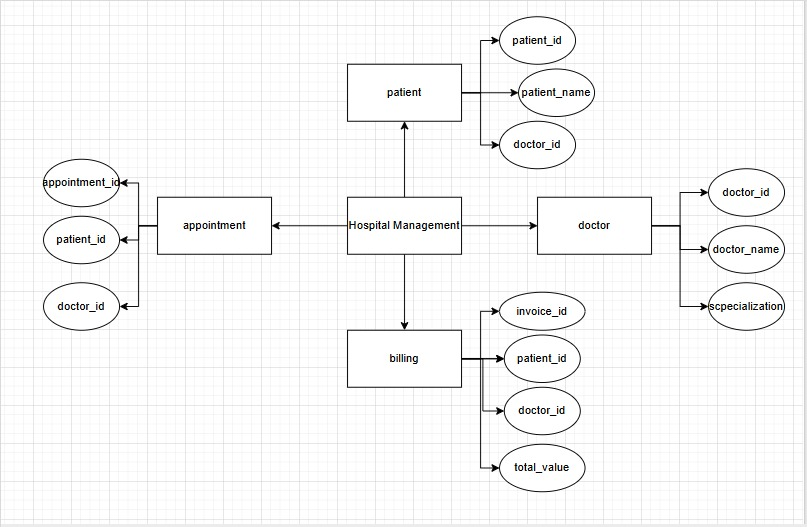 patient_id
patient
patient_name
doctor_id
appointment_id
appointment
patient_id
doctor_id
Hospital Management
doctor
doctor_id
doctor_name
scpecialization
billing
invoice_id
patient_id
doctor_id
total_value